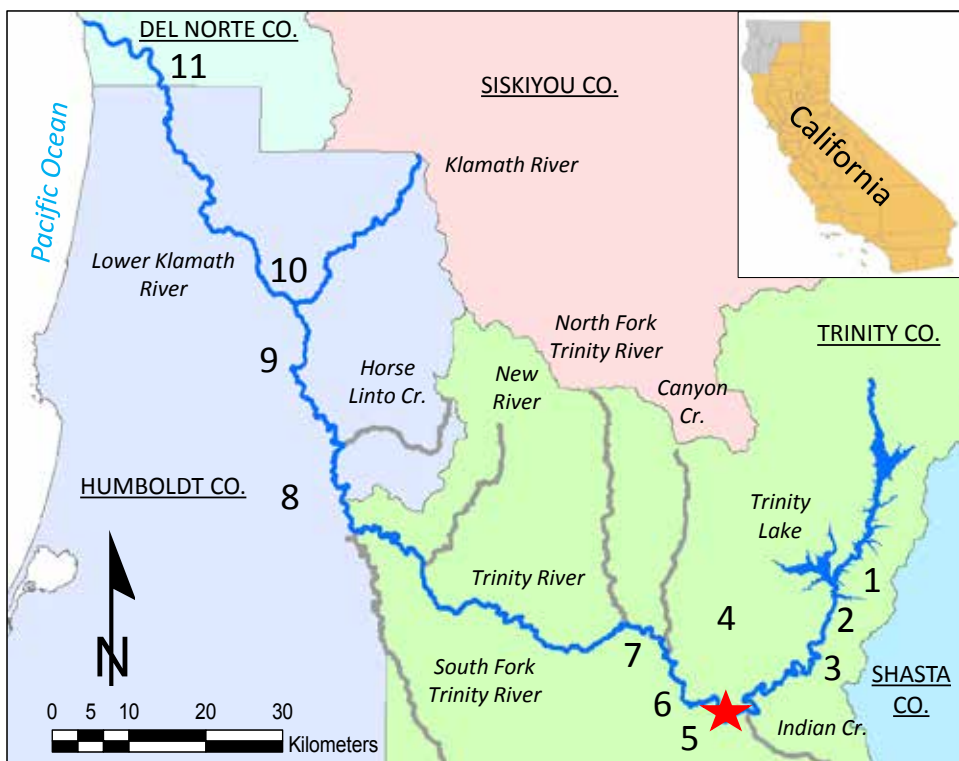 DEL NORTE CO.
11
SISKIYOU CO.
California
Pacific Ocean
Klamath River
Lower Klamath
River
10
North Fork
Trinity River
TRINITY CO.
9
Horse
Linto Cr.
New
River
Canyon
Cr.
HUMBOLDT CO.
8
Trinity
Lake
Trinity River
1
4
2
7
3
South Fork
Trinity River
SHASTA
CO.
6
5
Indian Cr.
N
0 5 10 20 30
Kilometers